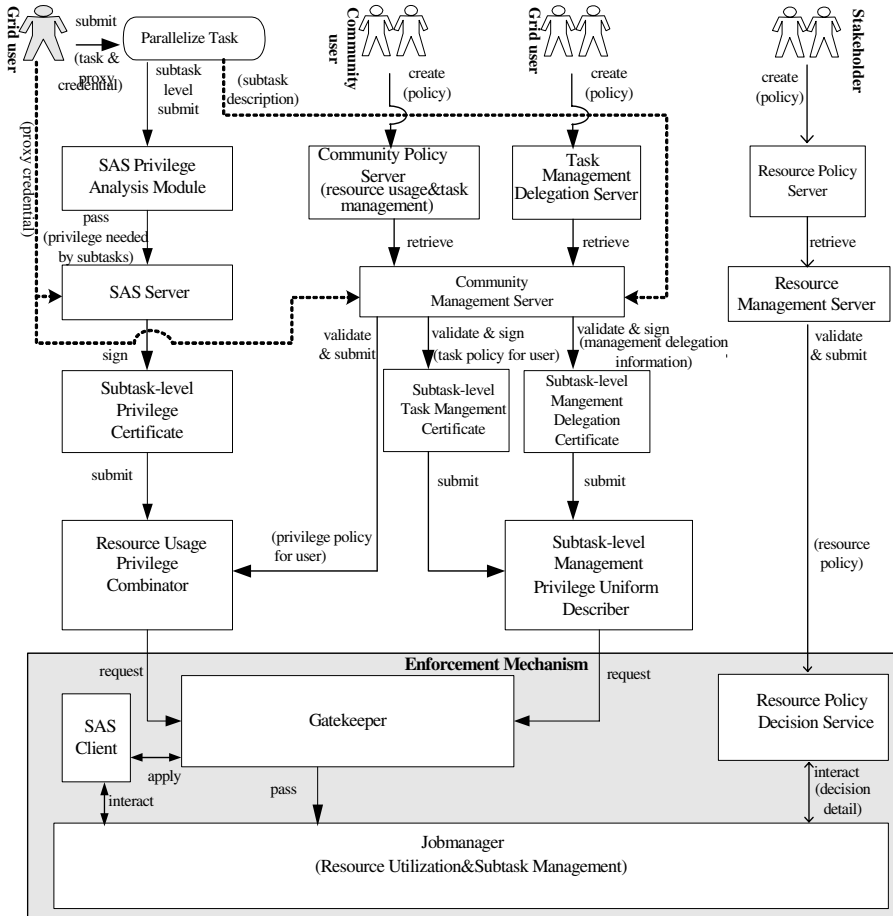 Grid user
submit
(task &
proxy
credential)
Parallelize Task
subtask
level
submit
(subtask
description)
Community
user
create
(policy)
Grid user
create
(policy)
Stakeholder
create
(policy)
(proxy credential)
SAS Privilege
Analysis Module
Community Policy
Server
(resource usage&task
management)
Task
Management
Delegation Server
Resource Policy
Server
pass
(privilege needed
by subtasks)
retrieve
retrieve
retrieve
SAS Server
Community
Management Server
Resource
Management Server
sign
validate
& submit
validate & sign
(task policy for user)
validate & sign
(management delegation
information)
validate
& submit
Subtask-level
Privilege
Certificate
Subtask-level
Task Mangement
Certificate
Subtask-level
Mangement
Delegation
Certificate
submit
submit
submit
Resource Usage
Privilege
Combinator
(privilege policy
for user)
Subtask-level
Management
Privilege Uniform
Describer
(resource
policy)
request
Enforcement Mechanism
request
SAS
Client
Gatekeeper
Resource Policy
Decision Service
apply
interact
pass
interact
(decision
detail)
Jobmanager
(Resource Utilization&Subtask Management)